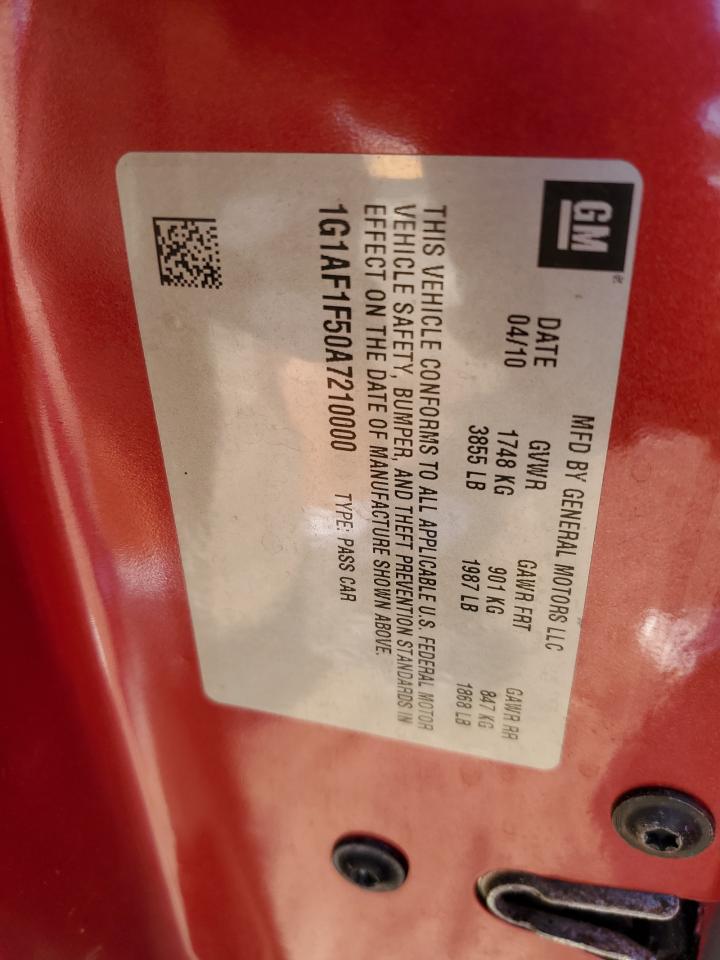 GM
MFD BY GENERAL MOTORS LLC
DATE GVWR GAWR FRT GAWR RR
04/10 1748 KG 901 KG 847 KG
3855 LB 1987 LB 1868 LB
THIS VEHICLE CONFORMS TO ALL APPLICABLE U.S. FEDERAL MOTOR
VEHICLE SAFETY, BUMPER, AND THEFT PREVENTION STANDARDS IN
EFFECT ON THE DATE OF MANUFACTURE SHOWN ABOVE.
1G1AF1F50A7210000 TYPE: PASS CAR